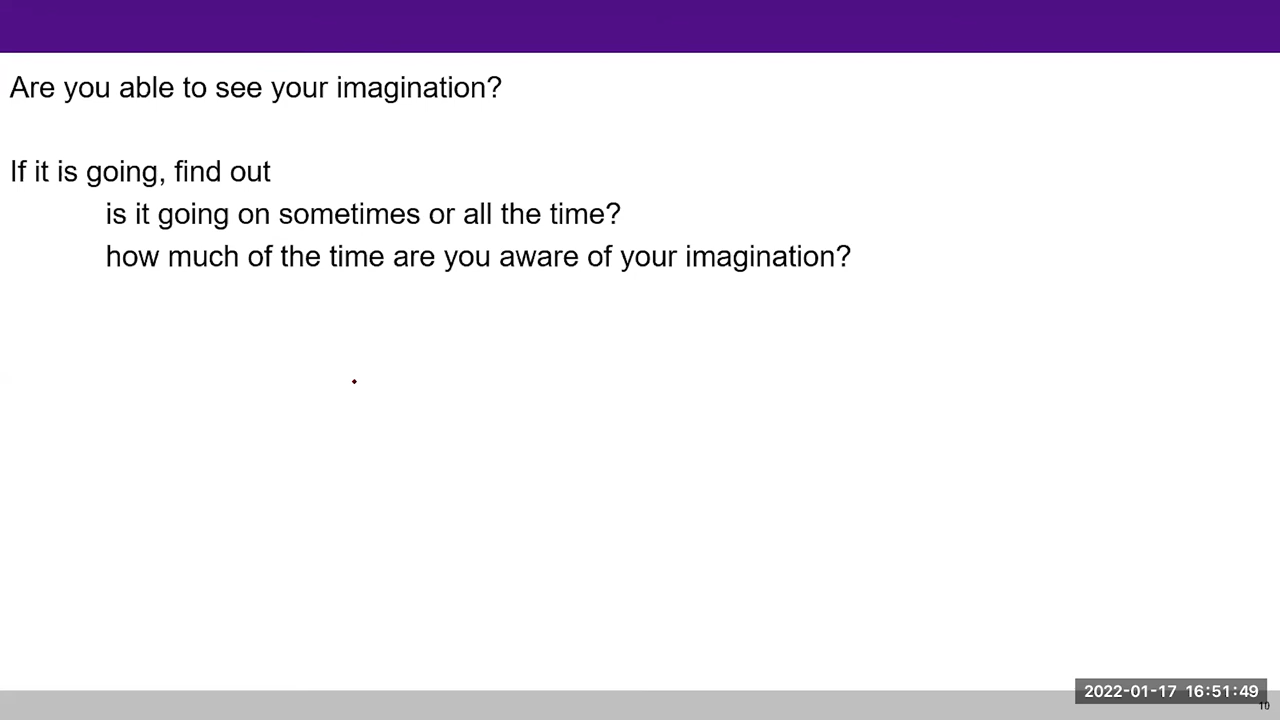 Are you able to see your imagination?
If it is going, find out
is it going on sometimes or all the time?
how much of the time are you aware of your imagination?
2022-01-17 16:51:49
10